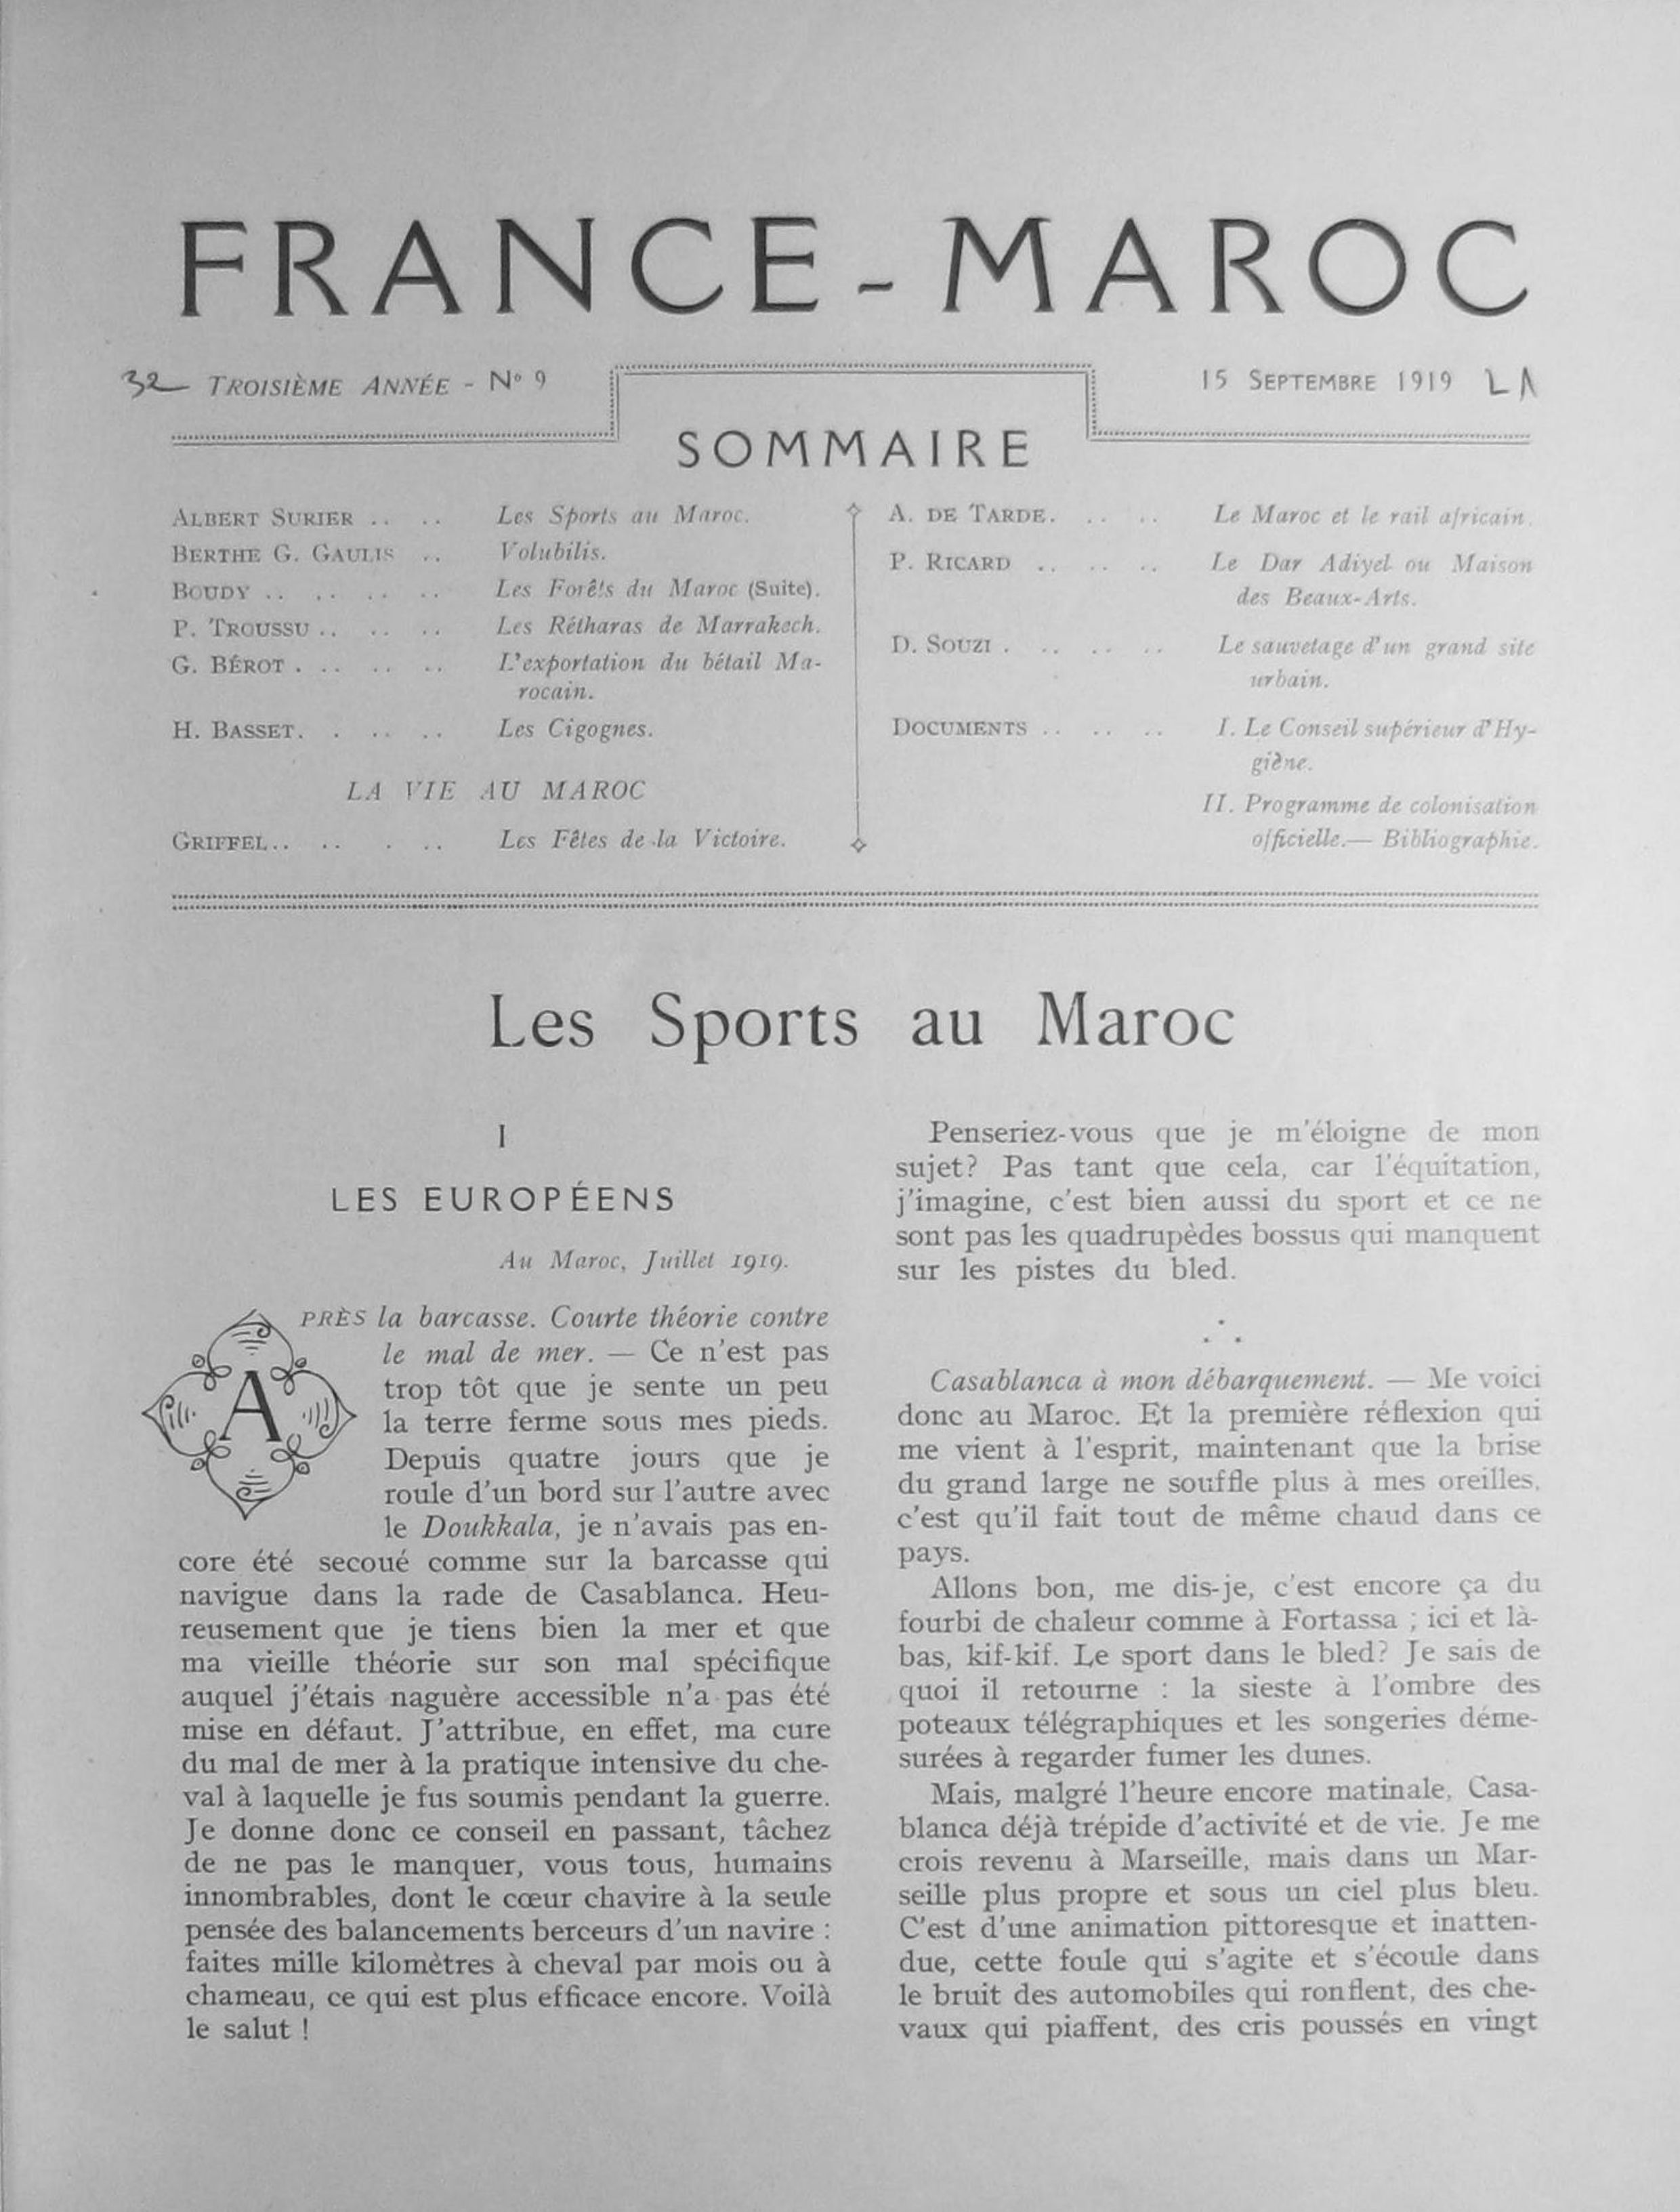 FRANCE-MAROC
32 TROISIÈME ANNÉE - N° 9
15 SEPTEMBRE 1919 LA
SOMMAIRE
ALBERT SURIER .. .. Les Sports au Maroc.
BERTHE G. GAULIS .. Volubilis.
BOUDY .. .. .. .. Les Forêts du Maroc (Suite).
P. TROUSSU .. .. .. Les Rétharas de Marrakech.
G. BÉROT . .. .. .. L'exportation du bétail Ma-
rocain.
H. BASSET. . .. .. Les Cigognes.
LA VIE AU MAROC
GRIFFEL .. .. . .. Les Fêtes de la Victoire.
A. DE TARDE. .. .. Le Maroc et le rail africain.
P. RICARD .. .. .. Le Dar Adiyel ou Maison
des Beaux-Arts.
D. SOUZI . .. .. .. Le sauvetage d'un grand site
urbain.
DOCUMENTS .. .. .. I. Le Conseil supérieur d'Hy-
giène.
II. Programme de colonisation
officielle.— Bibliographie.
Les Sports au Maroc
I
LES EUROPÉENS
Au Maroc, Juillet 1919.
APRÈS la barcasse. Courte théorie contre
le mal de mer. — Ce n'est pas
trop tôt que je sente un peu
la terre ferme sous mes pieds.
Depuis quatre jours que je
roule d'un bord sur l'autre avec
le Doukkala, je n'avais pas en-
core été secoué comme sur la barcasse qui
navigue dans la rade de Casablanca. Heu-
reusement que je tiens bien la mer et que
ma vieille théorie sur son mal spécifique
auquel j'étais naguère accessible n'a pas été
mise en défaut. J'attribue, en effet, ma cure
du mal de mer à la pratique intensive du che-
val à laquelle je fus soumis pendant la guerre.
Je donne donc ce conseil en passant, tâchez
de ne pas le manquer, vous tous, humains
innombrables, dont le cœur chavire à la seule
pensée des balancements berceurs d'un navire :
faites mille kilomètres à cheval par mois ou à
chameau, ce qui est plus efficace encore. Voilà
le salut !
Penseriez-vous que je m'éloigne de mon
sujet? Pas tant que cela, car l'équitation,
j'imagine, c'est bien aussi du sport et ce ne
sont pas les quadrupèdes bossus qui manquent
sur les pistes du bled.
Casablanca à mon débarquement. — Me voici
donc au Maroc. Et la première réflexion qui
me vient à l'esprit, maintenant que la brise
du grand large ne souffle plus à mes oreilles,
c'est qu'il fait tout de même chaud dans ce
pays.
Allons bon, me dis-je, c'est encore ça du
fourbi de chaleur comme à Fortassa ; ici et là-
bas, kif-kif. Le sport dans le bled? Je sais de
quoi il retourne : la sieste à l'ombre des
poteaux télégraphiques et les songeries déme-
surées à regarder fumer les dunes.
Mais, malgré l'heure encore matinale, Casa-
blanca déjà trépide d'activité et de vie. Je me
crois revenu à Marseille, mais dans un Mar-
seille plus propre et sous un ciel plus bleu.
C'est d'une animation pittoresque et inatten-
due, cette foule qui s'agite et s'écoule dans
le bruit des automobiles qui ronflent, des che-
vaux qui piaffent, des cris poussés en vingt